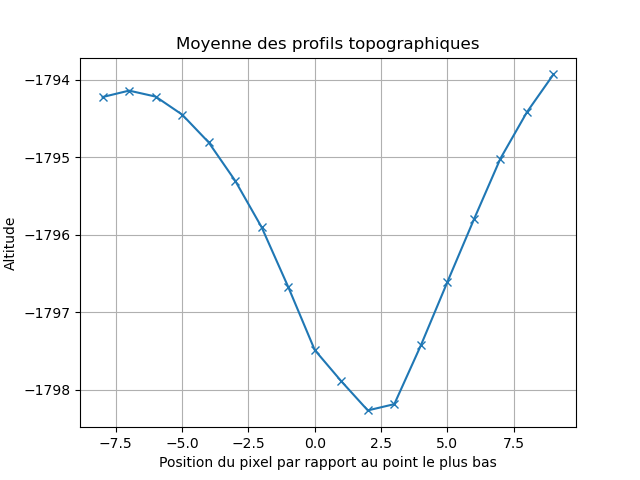 Moyenne des profils topographiques
Altitude
−1794
−1795
−1796
−1797
−1798
−7.5 −5.0 −2.5 0.0 2.5 5.0 7.5
Position du pixel par rapport au point le plus bas